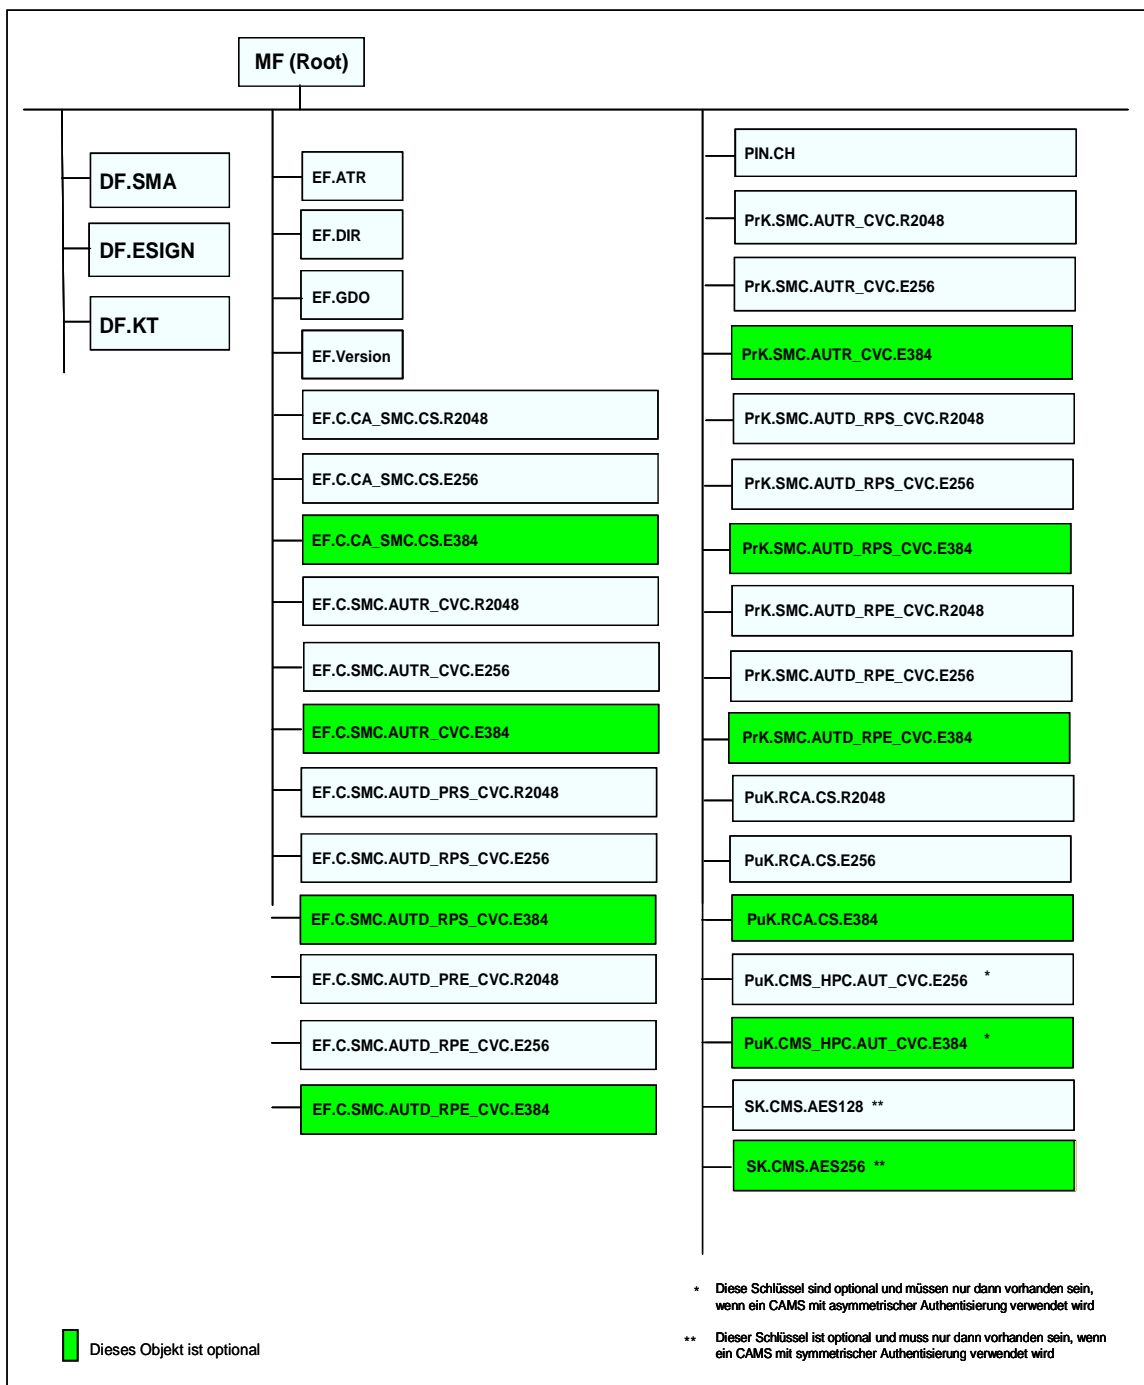 MF (Root)
DF.SMA
DF.ESIGN
DF.KT
EF.ATR
EF.DIR
EF.GDO
EF.Version
EF.C.CA_SMC.CS.R2048
EF.C.CA_SMC.CS.E256
EF.C.CA_SMC.CS.E384
EF.C.SMC.AUTR_CVC.R2048
EF.C.SMC.AUTR_CVC.E256
EF.C.SMC.AUTR_CVC.E384
EF.C.SMC.AUTD_PRS_CVC.R2048
EF.C.SMC.AUTD_RPS_CVC.E256
EF.C.SMC.AUTD_RPS_CVC.E384
EF.C.SMC.AUTD_PRE_CVC.R2048
EF.C.SMC.AUTD_RPE_CVC.E256
EF.C.SMC.AUTD_RPE_CVC.E384
PIN.CH
PrK.SMC.AUTR_CVC.R2048
PrK.SMC.AUTR_CVC.E256
PrK.SMC.AUTR_CVC.E384
PrK.SMC.AUTD_RPS_CVC.R2048
PrK.SMC.AUTD_RPS_CVC.E256
PrK.SMC.AUTD_RPS_CVC.E384
PrK.SMC.AUTD_RPE_CVC.R2048
PrK.SMC.AUTD_RPE_CVC.E256
PrK.SMC.AUTD_RPE_CVC.E384
PuK.RCA.CS.R2048
PuK.RCA.CS.E256
PuK.RCA.CS.E384
PuK.CMS_HPC.AUT_CVC.E256 *
PuK.CMS_HPC.AUT_CVC.E384 *
SK.CMS.AES128 **
SK.CMS.AES256 **
* Diese Schlüssel sind optional und müssen nur dann vorhanden sein,
wenn ein CAMS mit asymmetrischer Authentisierung verwendet wird
** Dieser Schlüssel ist optional und muss nur dann vorhanden sein, wenn
ein CAMS mit symmetrischer Authentisierung verwendet wird
Dieses Objekt ist optional